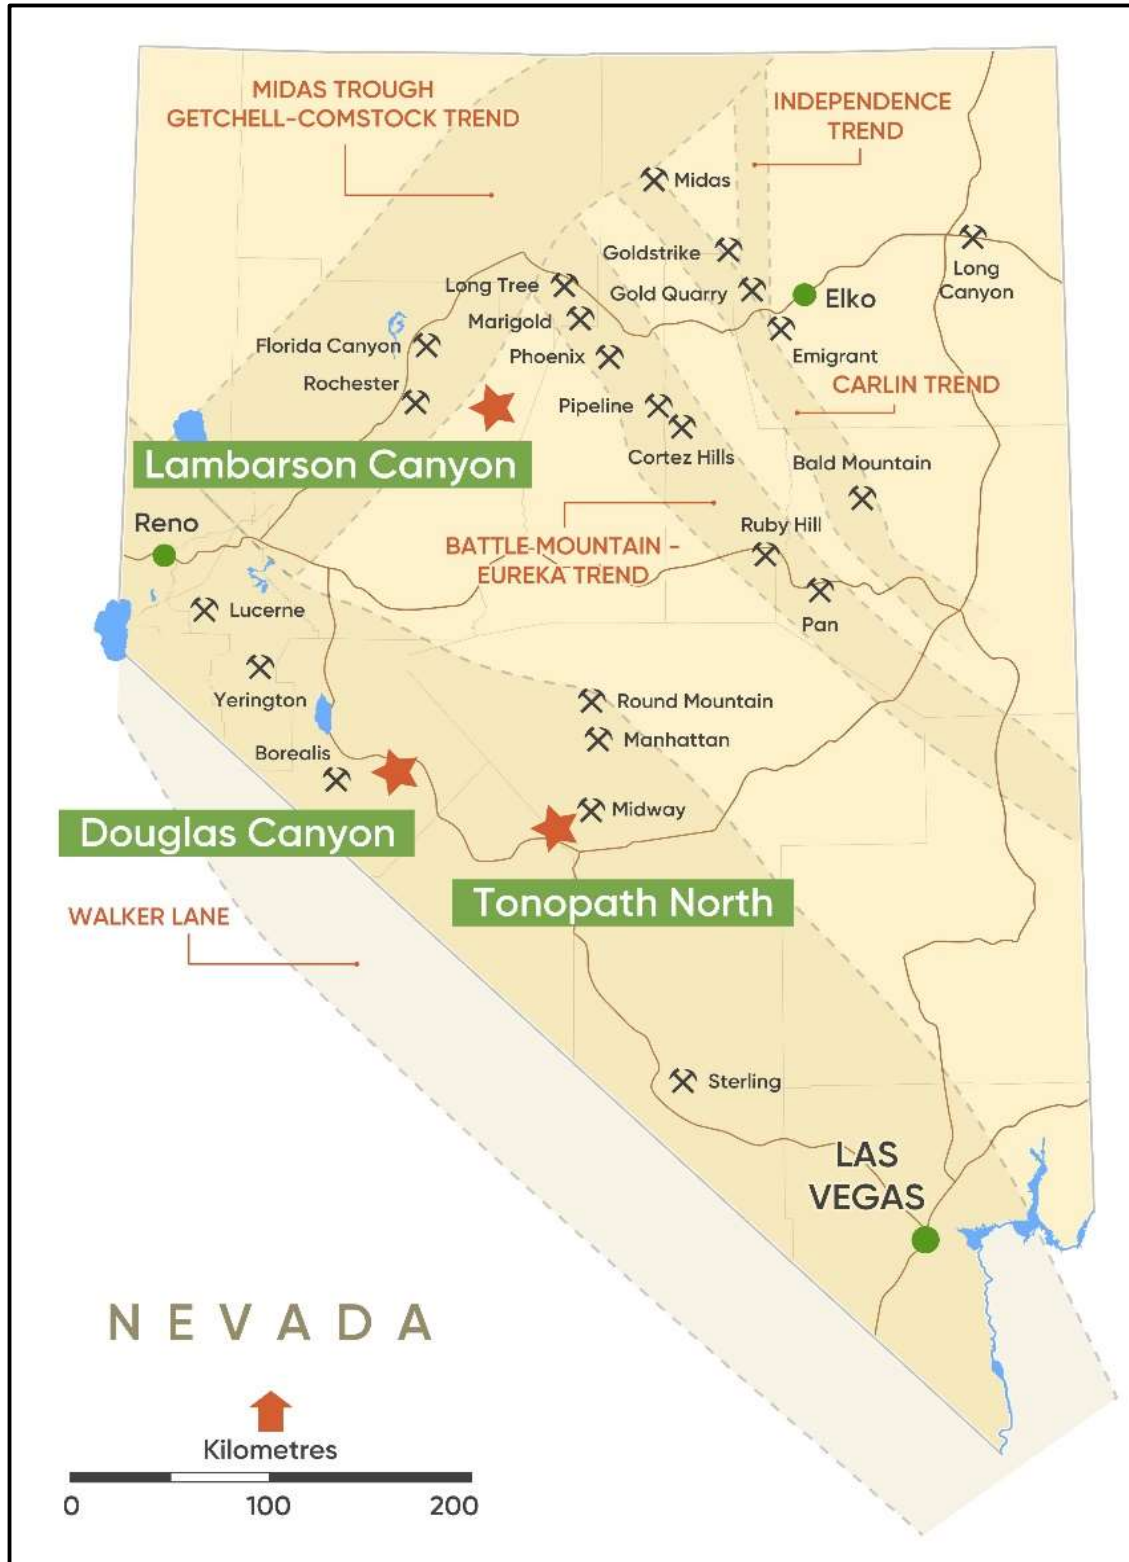 MIDAS TROUGH
GETCHELL-COMSTOCK TREND
INDEPENDENCE
TREND
Midas
Goldstrike
Long
Canyon
Long Tree
Gold Quarry
Elko
Marigold
Florida Canyon
Phoenix
Emigrant
Rochester
CARLIN TREND
Pipeline
Cortez Hills
Lambarson Canyon
Bald Mountain
Reno
Ruby Hill
BATTLE MOUNTAIN -
EUREKA TREND
Lucerne
Pan
Yerington
Round Mountain
Manhattan
Borealis
Midway
Douglas Canyon
Tonopath North
WALKER LANE
Sterling
LAS
VEGAS
NEVADA
Kilometres
0 100 200